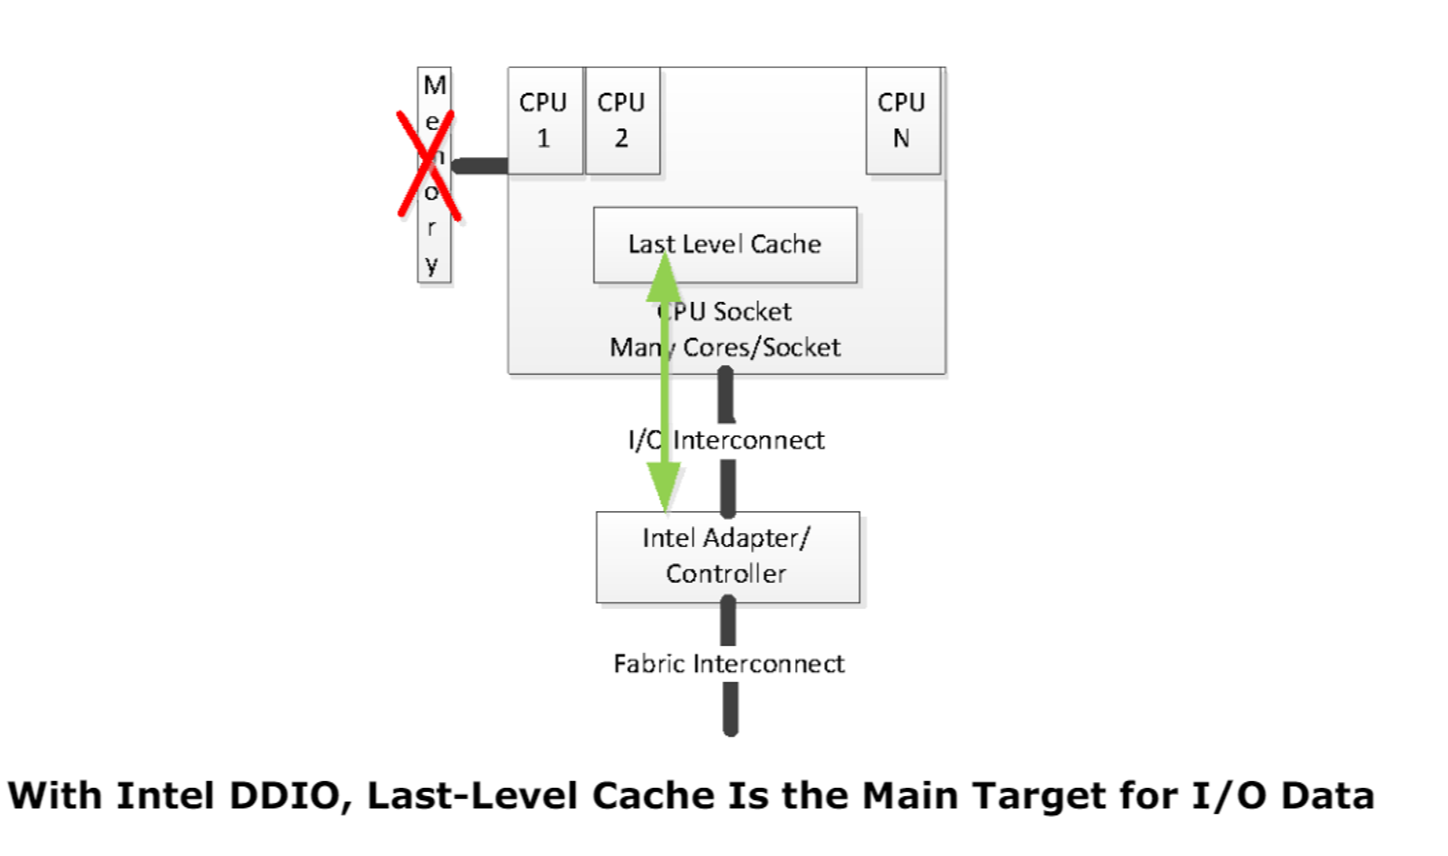 Memory
CPU
1
CPU
2
CPU
N
Last Level Cache
CPU Socket
Many Cores/Socket
I/O Interconnect
Intel Adapter/
Controller
Fabric Interconnect
With Intel DDIO, Last-Level Cache Is the Main Target for I/O Data